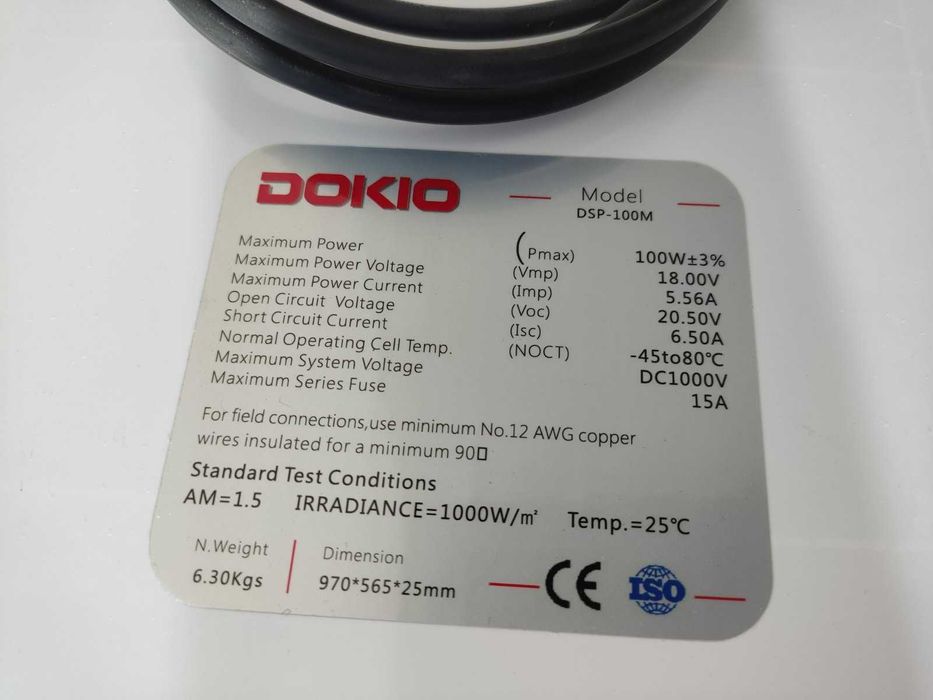 DOKIO
Model
DSP-100M
Maximum Power (Pmax) 100W±3%
Maximum Power Voltage (Vmp) 18.00V
Maximum Power Current (Imp) 5.56A
Open Circuit Voltage (Voc) 20.50V
Short Circuit Current (Isc) 6.50A
Normal Operating Cell Temp. (NOCT) -45to80℃
Maximum System Voltage DC1000V
Maximum Series Fuse 15A
For field connections,use minimum No.12 AWG copper
wires insulated for a minimum 90□
Standard Test Conditions
AM=1.5 IRRADIANCE=1000W/㎡ Temp.=25℃
N.Weight Dimension
6.30Kgs 970*565*25mm CE ISO